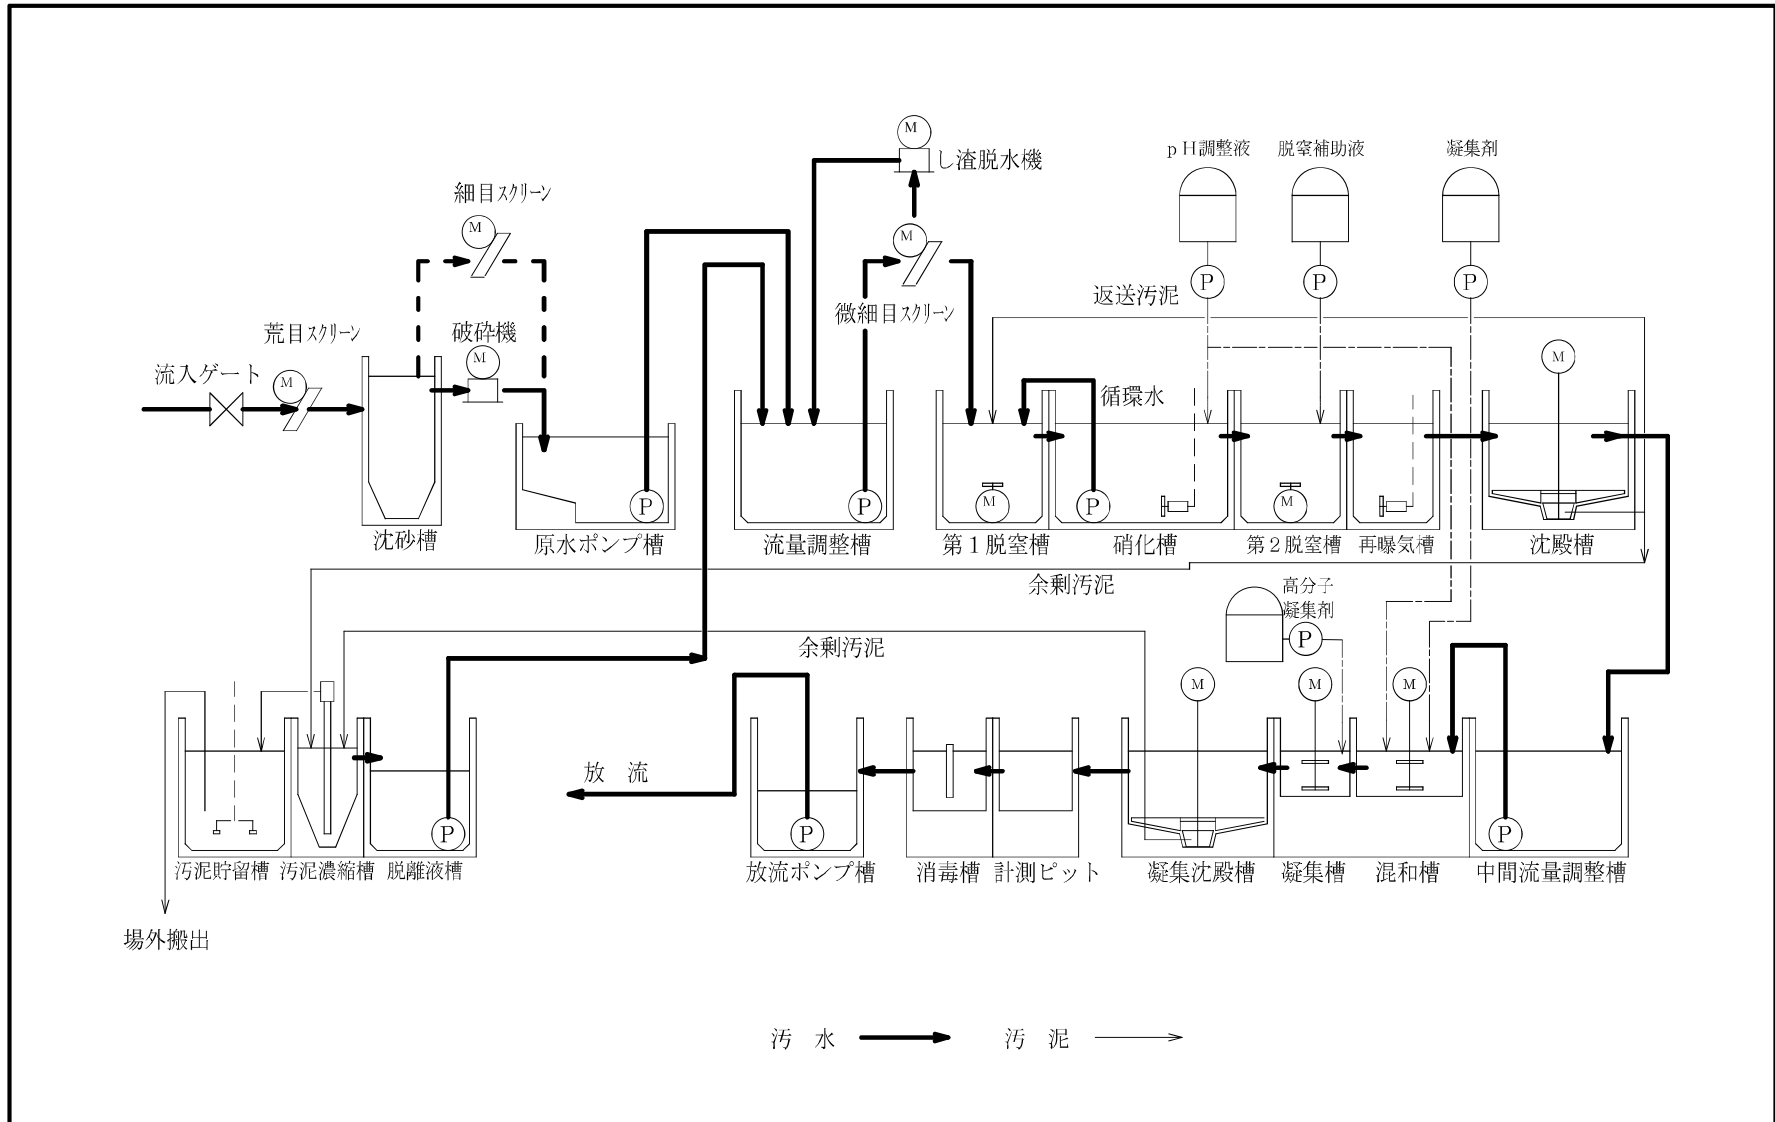 し渣脱水機
pH調整液
脱窒補助液
凝集剤
細目スクリーン
返送汚泥
微細目スクリーン
荒目スクリーン
破砕機
流入ゲート
循環水
沈砂槽
原水ポンプ槽
流量調整槽
第1脱窒槽
硝化槽
第2脱窒槽
再曝気槽
沈殿槽
余剰汚泥
高分子
凝集剤
余剰汚泥
放 流
汚泥貯留槽
汚泥濃縮槽
脱離液槽
放流ポンプ槽
消毒槽
計測ピット
凝集沈殿槽
凝集槽
混和槽
中間流量調整槽
場外搬出
汚 水
汚 泥
M
M
M
M
M
M
M
M
M
M
M
P
P
P
P
P
P
P
P
P
P